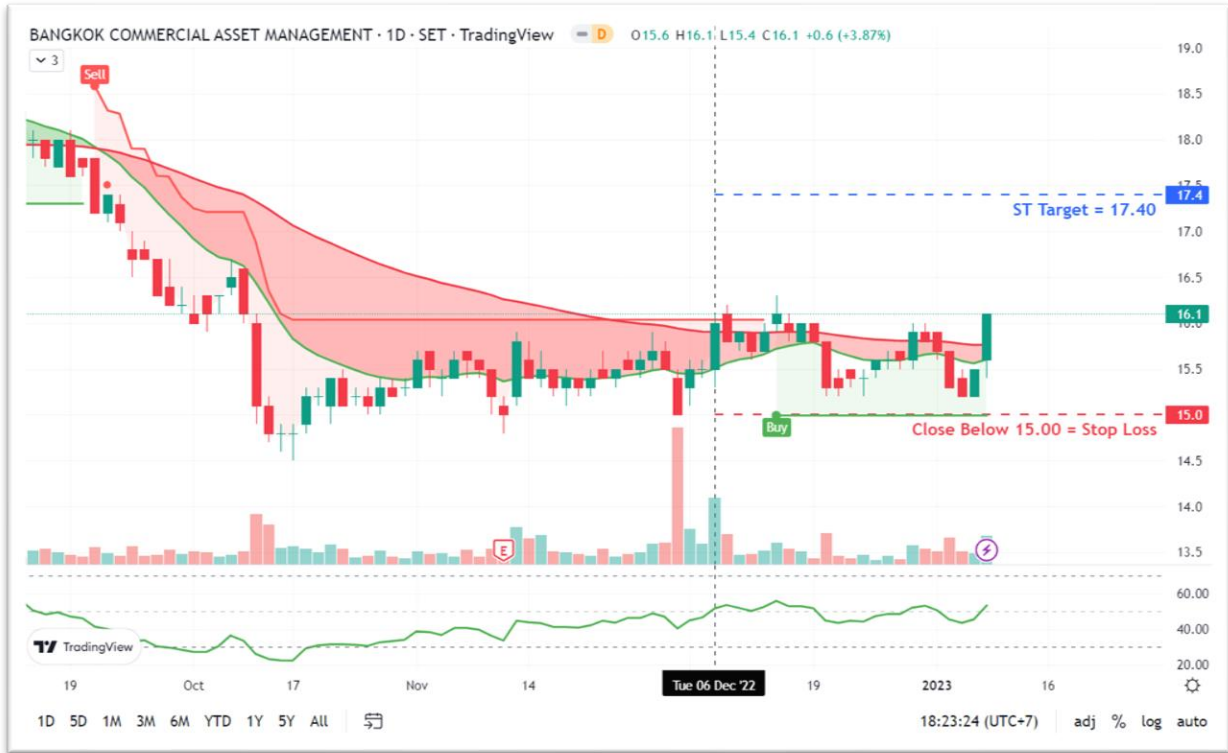 BANGKOK COMMERCIAL ASSET MANAGEMENT · 1D · SET · TradingView D O15.6 H16.1 L15.4 C16.1 +0.6 (+3.87%)
3
Sell
19.0
18.5
18.0
17.5
17.4
ST Target = 17.40
17.0
16.5
16.1
16.0
15.5
15.0
Buy
Close Below 15.00 = Stop Loss
14.5
14.0
E
13.5
60.00
40.00
TradingView
20.00
19 Oct 17 Nov 14 Tue 06 Dec '22 19 2023 16
1D 5D 1M 3M 6M YTD 1Y 5Y All 18:23:24 (UTC+7) adj % log auto